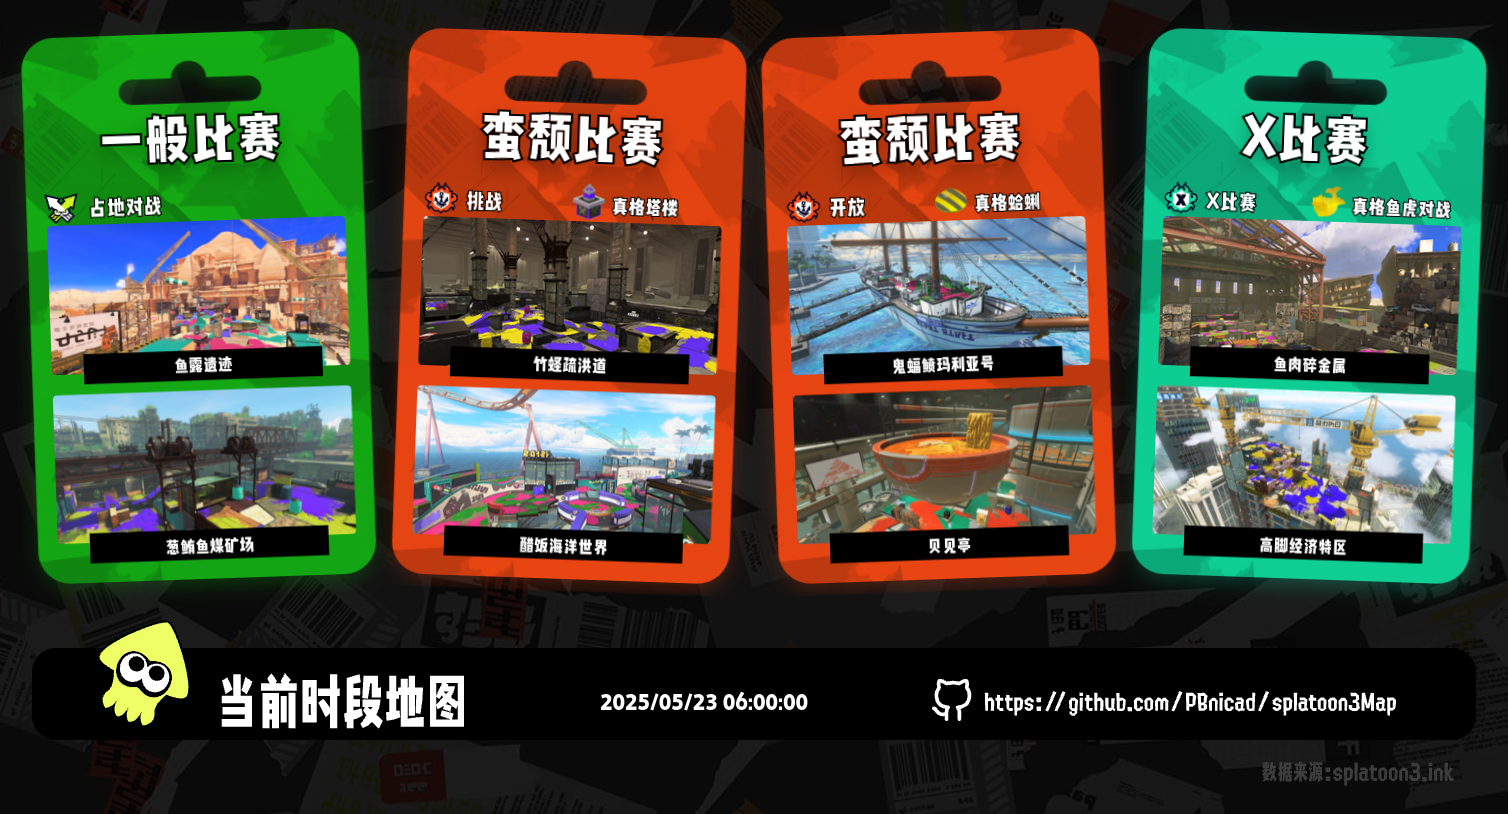 一般比赛
占地对战
鱼露遗迹
葱鲔鱼煤矿场
蛮颓比赛
挑战
真格塔楼
竹蛏疏洪道
醋饭海洋世界
蛮颓比赛
开放
真格蛤蜊
鬼蝠鲼玛利亚号
贝贝亭
X比赛
X比赛
真格鱼虎对战
鱼肉碎金属
高脚经济特区
当前时段地图
2025/05/23 06:00:00
https://github.com/PBnicad/splatoon3Map
数据来源:splatoon3.ink